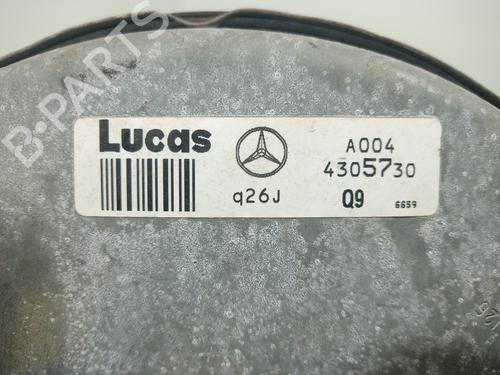 B-PARTS
Lucas
A004
4305730
q26J
Q9
6659